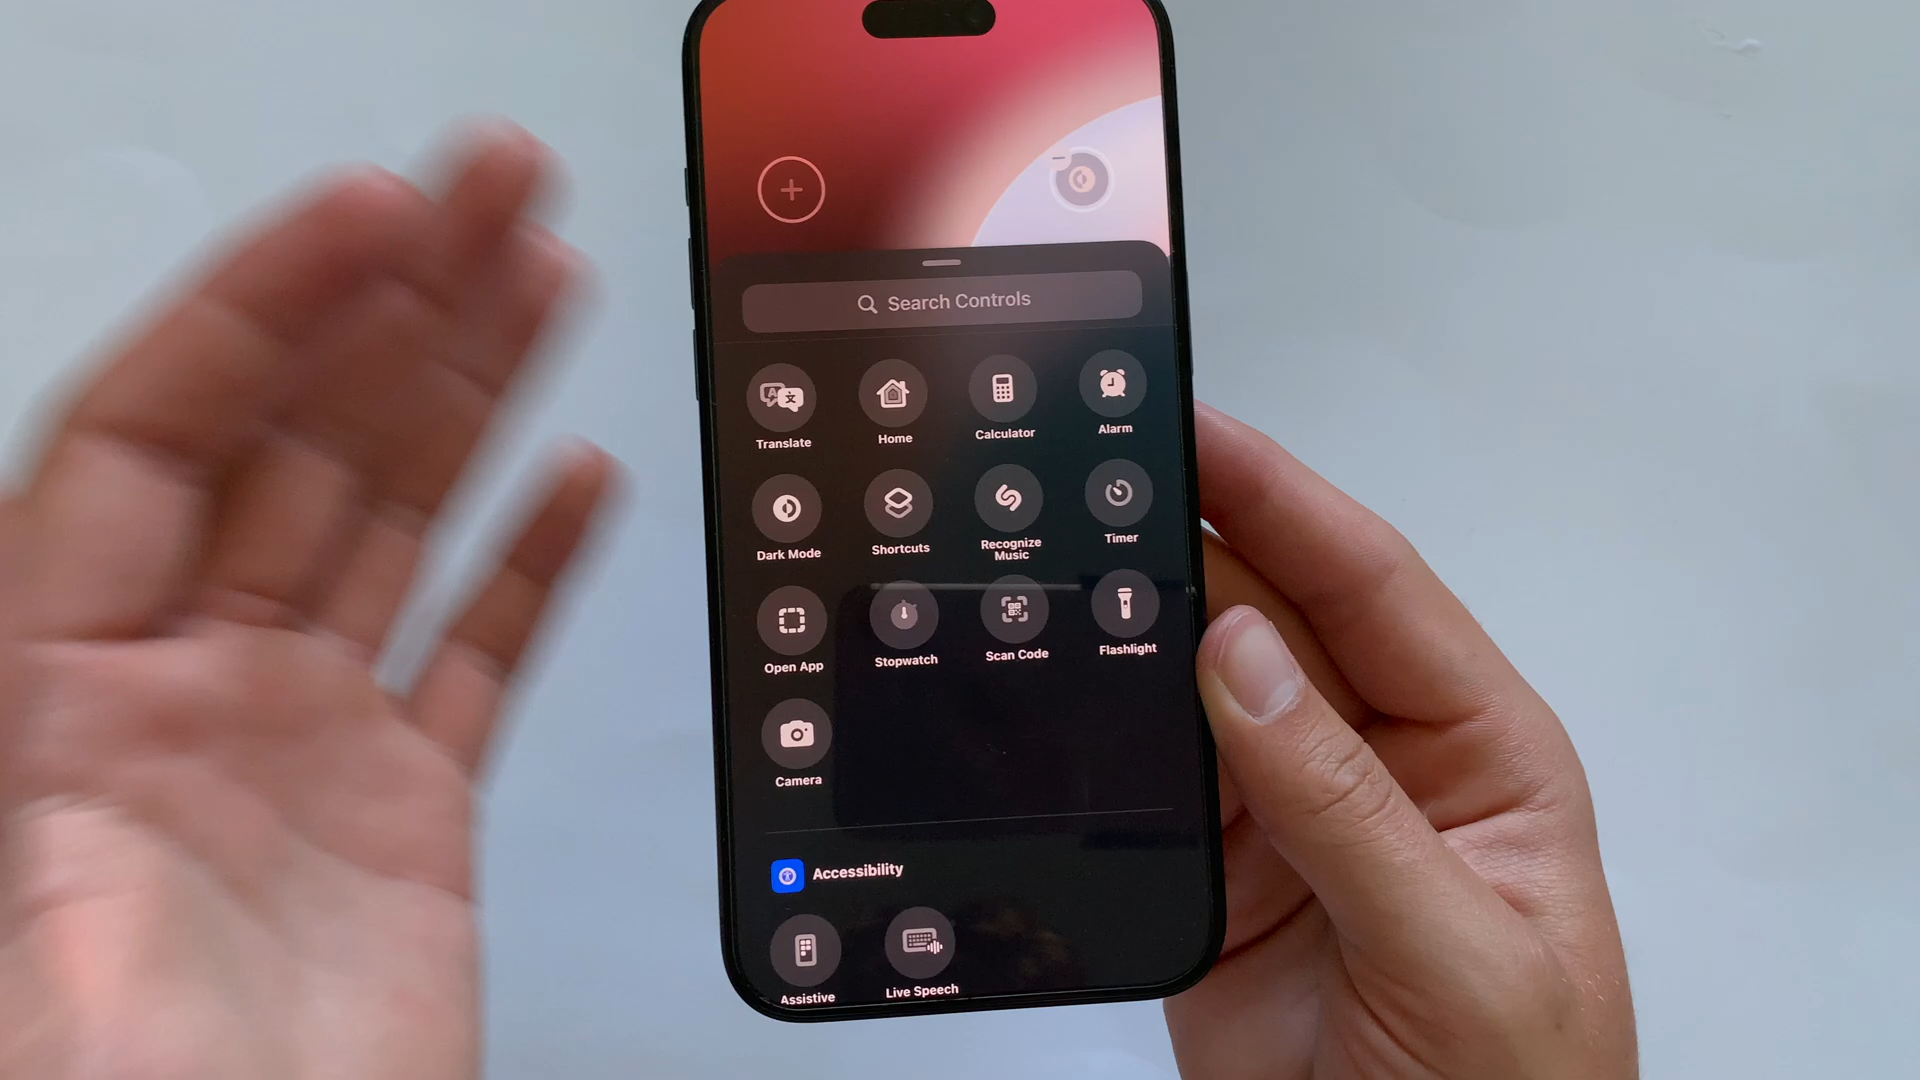 Search Controls
Translate
Home
Calculator
Alarm
Dark Mode
Shortcuts
Recognize
Music
Timer
Open App
Stopwatch
Scan Code
Flashlight
Camera
Accessibility
Assistive
Live Speech